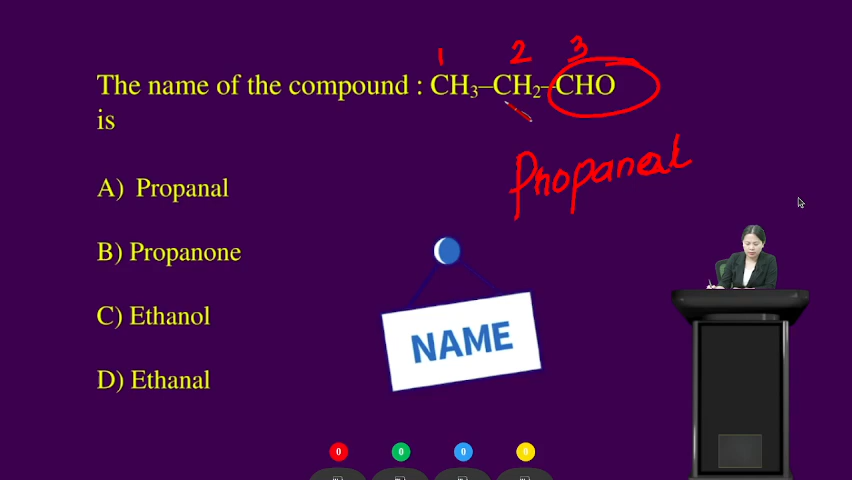 1 2 3
The name of the compound : CH₃–CH₂–CHO
is
Propaneal
A) Propanal
B) Propanone
C) Ethanol
D) Ethanal
NAME
0 0 0 0